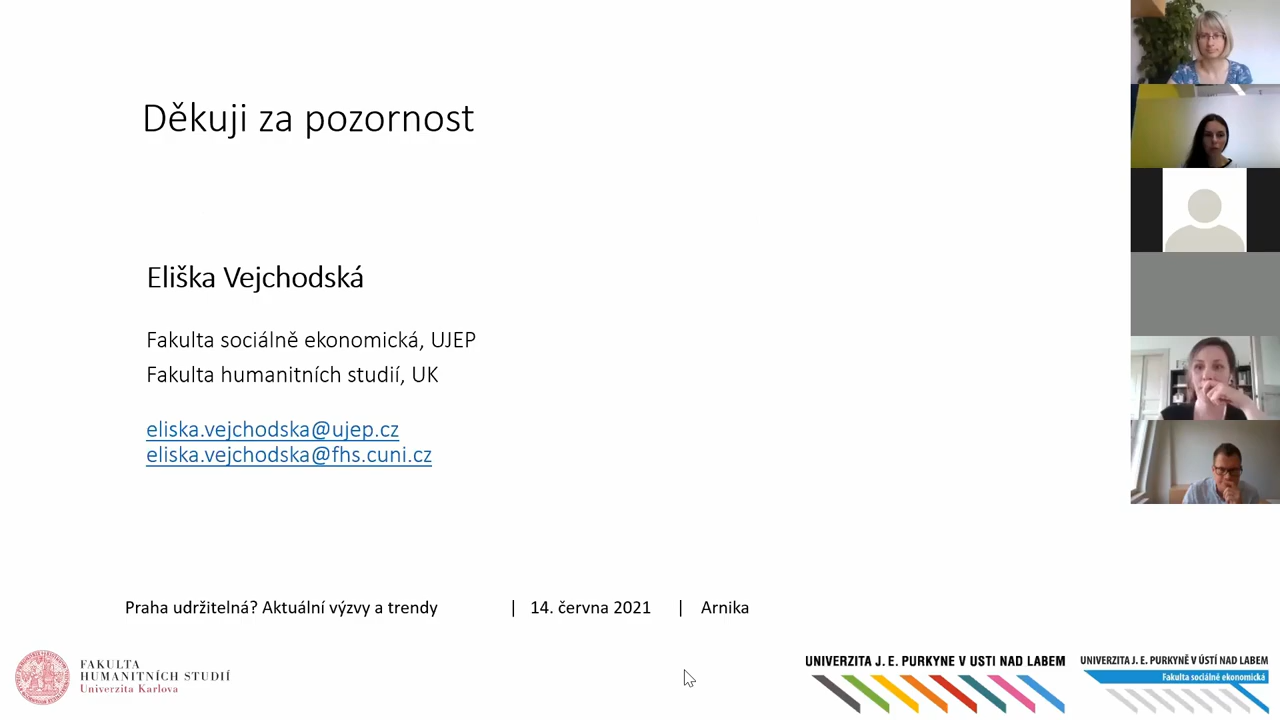 Děkuji za pozornost
Eliška Vejchodská
Fakulta sociálně ekonomická, UJEP
Fakulta humanitních studií, UK
eliska.vejchodska@ujep.cz
eliska.vejchodska@fhs.cuni.cz
Praha udržitelná? Aktuální výzvy a trendy | 14. června 2021 | Arnika
FAKULTA
HUMANITNÍCH STUDIÍ
Univerzita Karlova
UNIVERZITA J. E. PURKYNE V USTI NAD LABEM
UNIVERZITA J. E. PURKYNĚ V ÚSTÍ NAD LABEM
Fakulta sociálně ekonomická